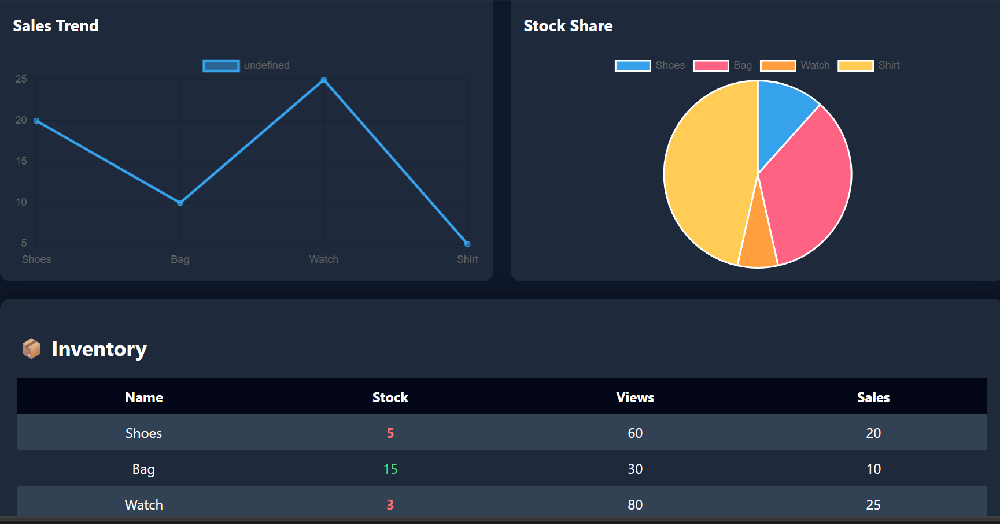 Sales Trend
undefined
25
20
15
10
5
Shoes Bag Watch Shirt
Stock Share
Shoes Bag Watch Shirt
Inventory
Name Stock Views Sales
Shoes 5 60 20
Bag 15 30 10
Watch 3 80 25